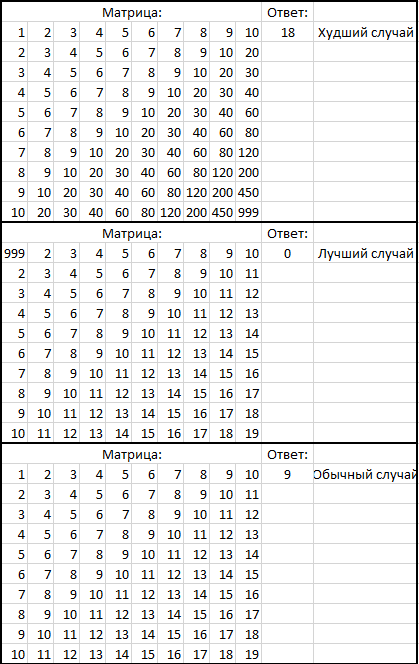 Матрица: Ответ:
1 2 3 4 5 6 7 8 9 10 18 Худший случай
2 3 4 5 6 7 8 9 10 20
3 4 5 6 7 8 9 10 20 30
4 5 6 7 8 9 10 20 30 40
5 6 7 8 9 10 20 30 40 60
6 7 8 9 10 20 30 40 60 80
7 8 9 10 20 30 40 60 80 120
8 9 10 20 30 40 60 80 120 200
9 10 20 30 40 60 80 120 200 450
10 20 30 40 60 80 120 200 450 999
Матрица: Ответ:
999 2 3 4 5 6 7 8 9 10 0 Лучший случай
2 3 4 5 6 7 8 9 10 11
3 4 5 6 7 8 9 10 11 12
4 5 6 7 8 9 10 11 12 13
5 6 7 8 9 10 11 12 13 14
6 7 8 9 10 11 12 13 14 15
7 8 9 10 11 12 13 14 15 16
8 9 10 11 12 13 14 15 16 17
9 10 11 12 13 14 15 16 17 18
10 11 12 13 14 15 16 17 18 19
Матрица: Ответ:
1 2 3 4 5 6 7 8 9 10 9 Обычный случай
2 3 4 5 6 7 8 9 10 11
3 4 5 6 7 8 9 10 11 12
4 5 6 7 8 9 10 11 12 13
5 6 7 8 9 10 11 12 13 14
6 7 8 9 10 11 12 13 14 15
7 8 9 10 11 12 13 14 15 16
8 9 10 11 12 13 14 15 16 17
9 10 11 12 13 14 15 16 17 18
10 11 12 13 14 15 16 17 18 19